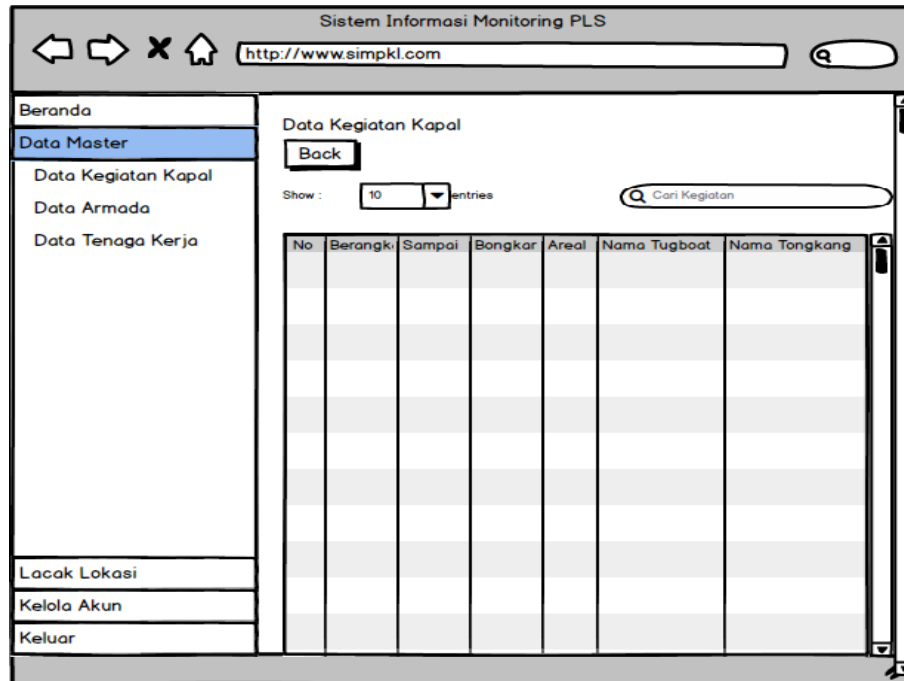 Sistem Informasi Monitoring PLS
http://www.simpkl.com
Beranda
Data Master
Data Kegiatan Kapal
Data Armada
Data Tenaga Kerja
Lacak Lokasi
Kelola Akun
Keluar
Data Kegiatan Kapal
Back
Show : 10 entries
Cari Kegiatan
No Berangk Sampai Bongkar Areal Nama Tugboat Nama Tongkang